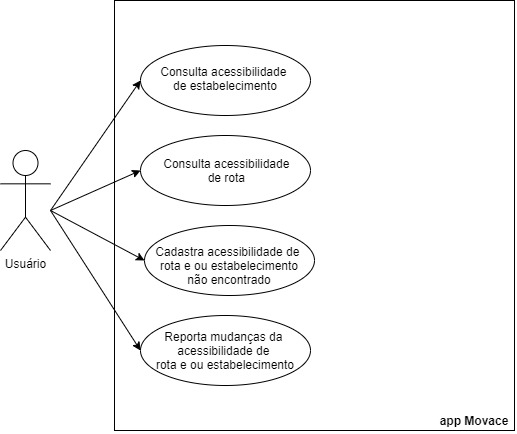 Consulta acessibilidade
de estabelecimento
Consulta acessibilidade
de rota
Usuário
Cadastra acessibilidade de
rota e ou estabelecimento
não encontrado
Reporta mudanças da
acessibilidade de
rota e ou estabelecimento
app Movace